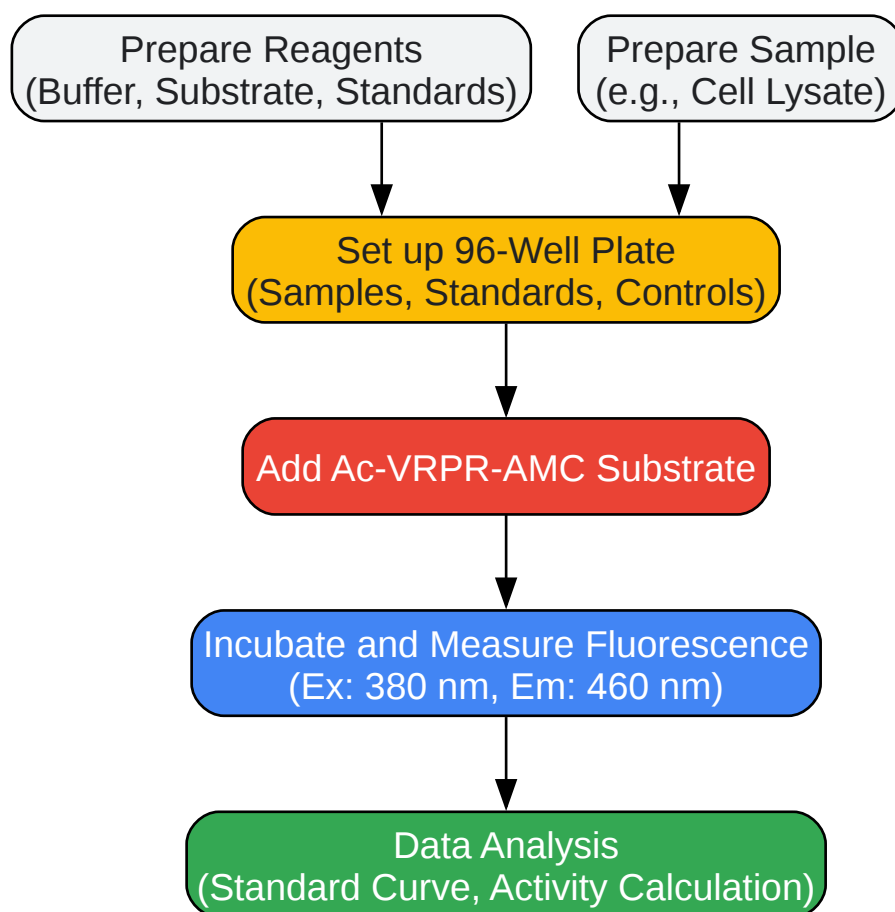 Prepare Reagents
(Buffer, Substrate, Standards)
Prepare Sample
(e.g., Cell Lysate)
Set up 96-Well Plate
(Samples, Standards, Controls)
Add Ac-VRPR-AMC Substrate
Incubate and Measure Fluorescence
(Ex: 380 nm, Em: 460 nm)
Data Analysis
(Standard Curve, Activity Calculation)